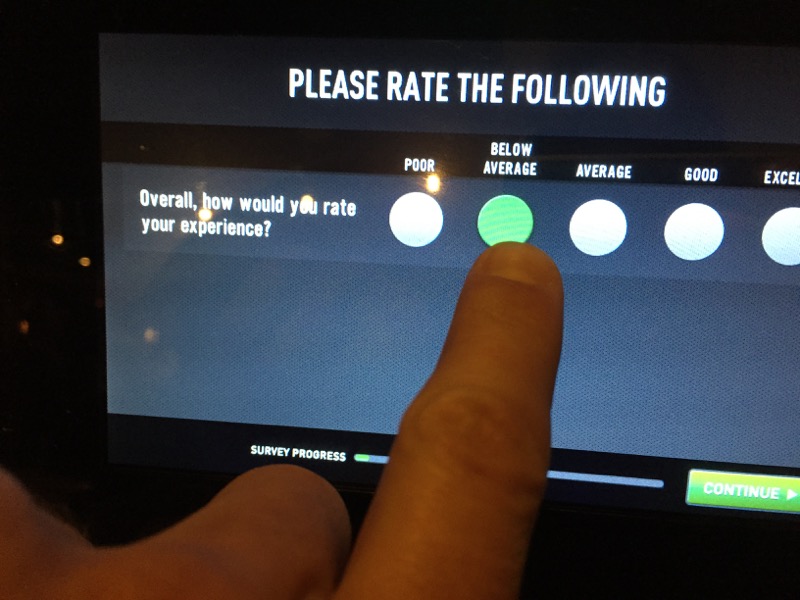 PLEASE RATE THE FOLLOWING
POOR
BELOW
AVERAGE
AVERAGE
GOOD
EXCEL
Overall, how would you rate
your experience?
SURVEY PROGRESS
CONTINUE